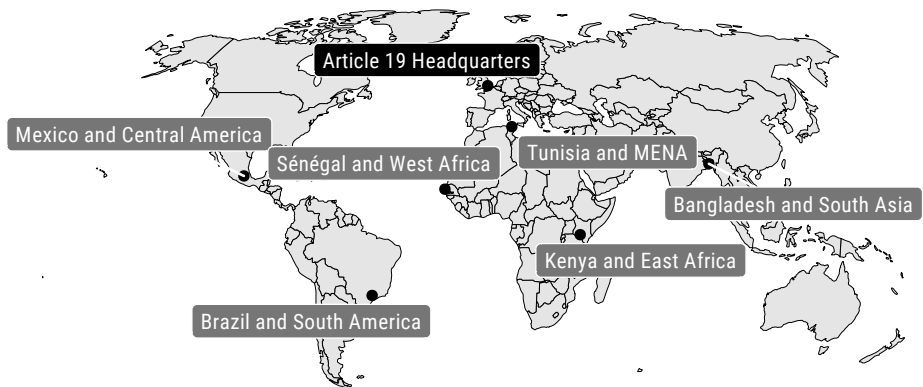 Article 19 Headquarters
Mexico and Central America
Sénégal and West Africa
Tunisia and MENA
Bangladesh and South Asia
Kenya and East Africa
Brazil and South America